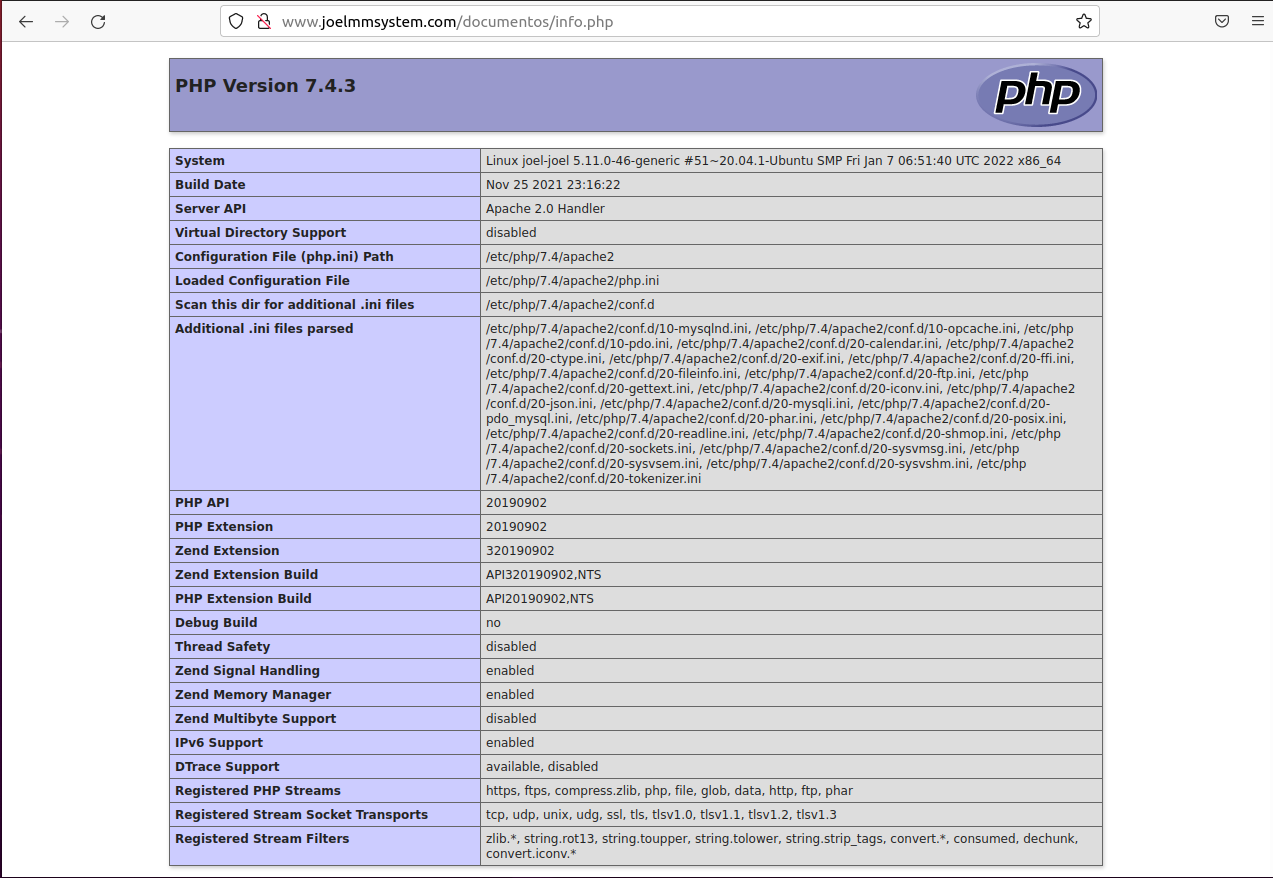 www.joelmmsystem.com/documentos/info.php
PHP Version 7.4.3
php
System Linux joel-joel 5.11.0-46-generic #51~20.04.1-Ubuntu SMP Fri Jan 7 06:51:40 UTC 2022 x86_64
Build Date Nov 25 2021 23:16:22
Server API Apache 2.0 Handler
Virtual Directory Support disabled
Configuration File (php.ini) Path /etc/php/7.4/apache2
Loaded Configuration File /etc/php/7.4/apache2/php.ini
Scan this dir for additional .ini files /etc/php/7.4/apache2/conf.d
Additional .ini files parsed /etc/php/7.4/apache2/conf.d/10-mysqlnd.ini, /etc/php/7.4/apache2/conf.d/10-opcache.ini, /etc/php
/7.4/apache2/conf.d/10-pdo.ini, /etc/php/7.4/apache2/conf.d/20-calendar.ini, /etc/php/7.4/apache2
/conf.d/20-ctype.ini, /etc/php/7.4/apache2/conf.d/20-exif.ini, /etc/php/7.4/apache2/conf.d/20-ffi.ini,
/etc/php/7.4/apache2/conf.d/20-fileinfo.ini, /etc/php/7.4/apache2/conf.d/20-ftp.ini, /etc/php
/7.4/apache2/conf.d/20-gettext.ini, /etc/php/7.4/apache2/conf.d/20-iconv.ini, /etc/php/7.4/apache2
/conf.d/20-json.ini, /etc/php/7.4/apache2/conf.d/20-mysqli.ini, /etc/php/7.4/apache2/conf.d/20-
pdo_mysql.ini, /etc/php/7.4/apache2/conf.d/20-phar.ini, /etc/php/7.4/apache2/conf.d/20-posix.ini,
/etc/php/7.4/apache2/conf.d/20-readline.ini, /etc/php/7.4/apache2/conf.d/20-shmop.ini, /etc/php
/7.4/apache2/conf.d/20-sockets.ini, /etc/php/7.4/apache2/conf.d/20-sysvmsg.ini, /etc/php
/7.4/apache2/conf.d/20-sysvsem.ini, /etc/php/7.4/apache2/conf.d/20-sysvshm.ini, /etc/php
/7.4/apache2/conf.d/20-tokenizer.ini
PHP API 20190902
PHP Extension 20190902
Zend Extension 320190902
Zend Extension Build API320190902,NTS
PHP Extension Build API20190902,NTS
Debug Build no
Thread Safety disabled
Zend Signal Handling enabled
Zend Memory Manager enabled
Zend Multibyte Support disabled
IPv6 Support enabled
DTrace Support available, disabled
Registered PHP Streams https, ftps, compress.zlib, php, file, glob, data, http, ftp, phar
Registered Stream Socket Transports tcp, udp, unix, udg, ssl, tls, tlsv1.0, tlsv1.1, tlsv1.2, tlsv1.3
Registered Stream Filters zlib.*, string.rot13, string.toupper, string.tolower, string.strip_tags, convert.*, consumed, dechunk,
convert.iconv.*